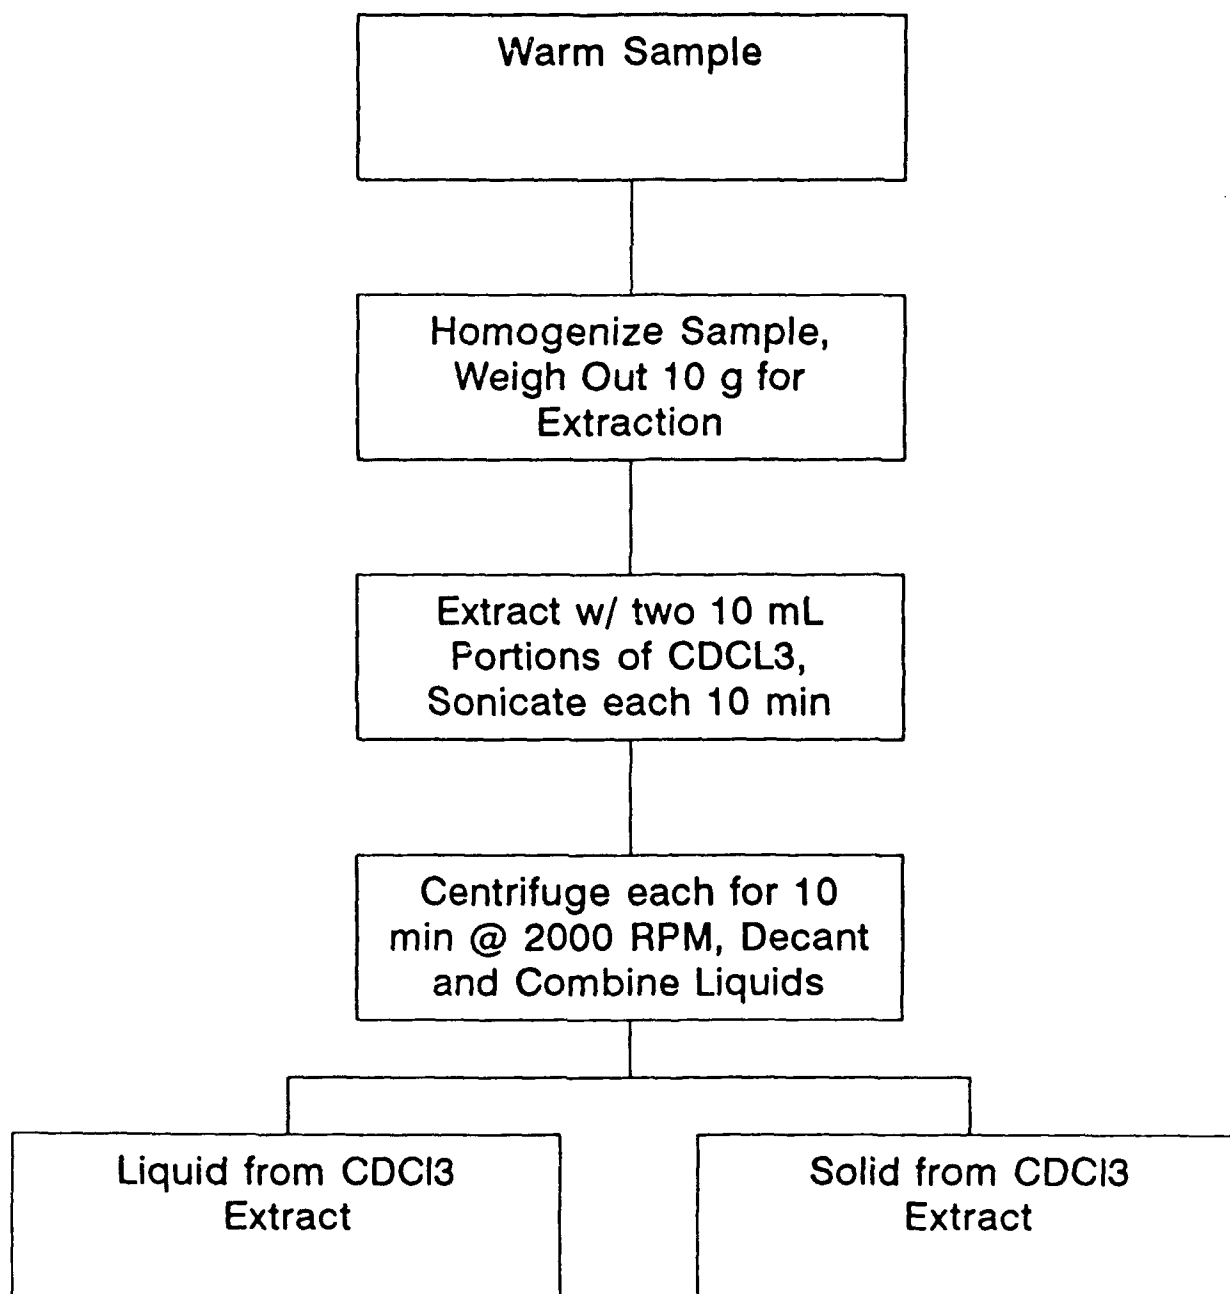 Warm Sample
Homogenize Sample,
Weigh Out 10 g for
Extraction
Extract w/ two 10 mL
Portions of CDCL3,
Sonicate each 10 min
Centrifuge each for 10
min @ 2000 RPM, Decant
and Combine Liquids
Liquid from CDCl3
Extract
Solid from CDCl3
Extract